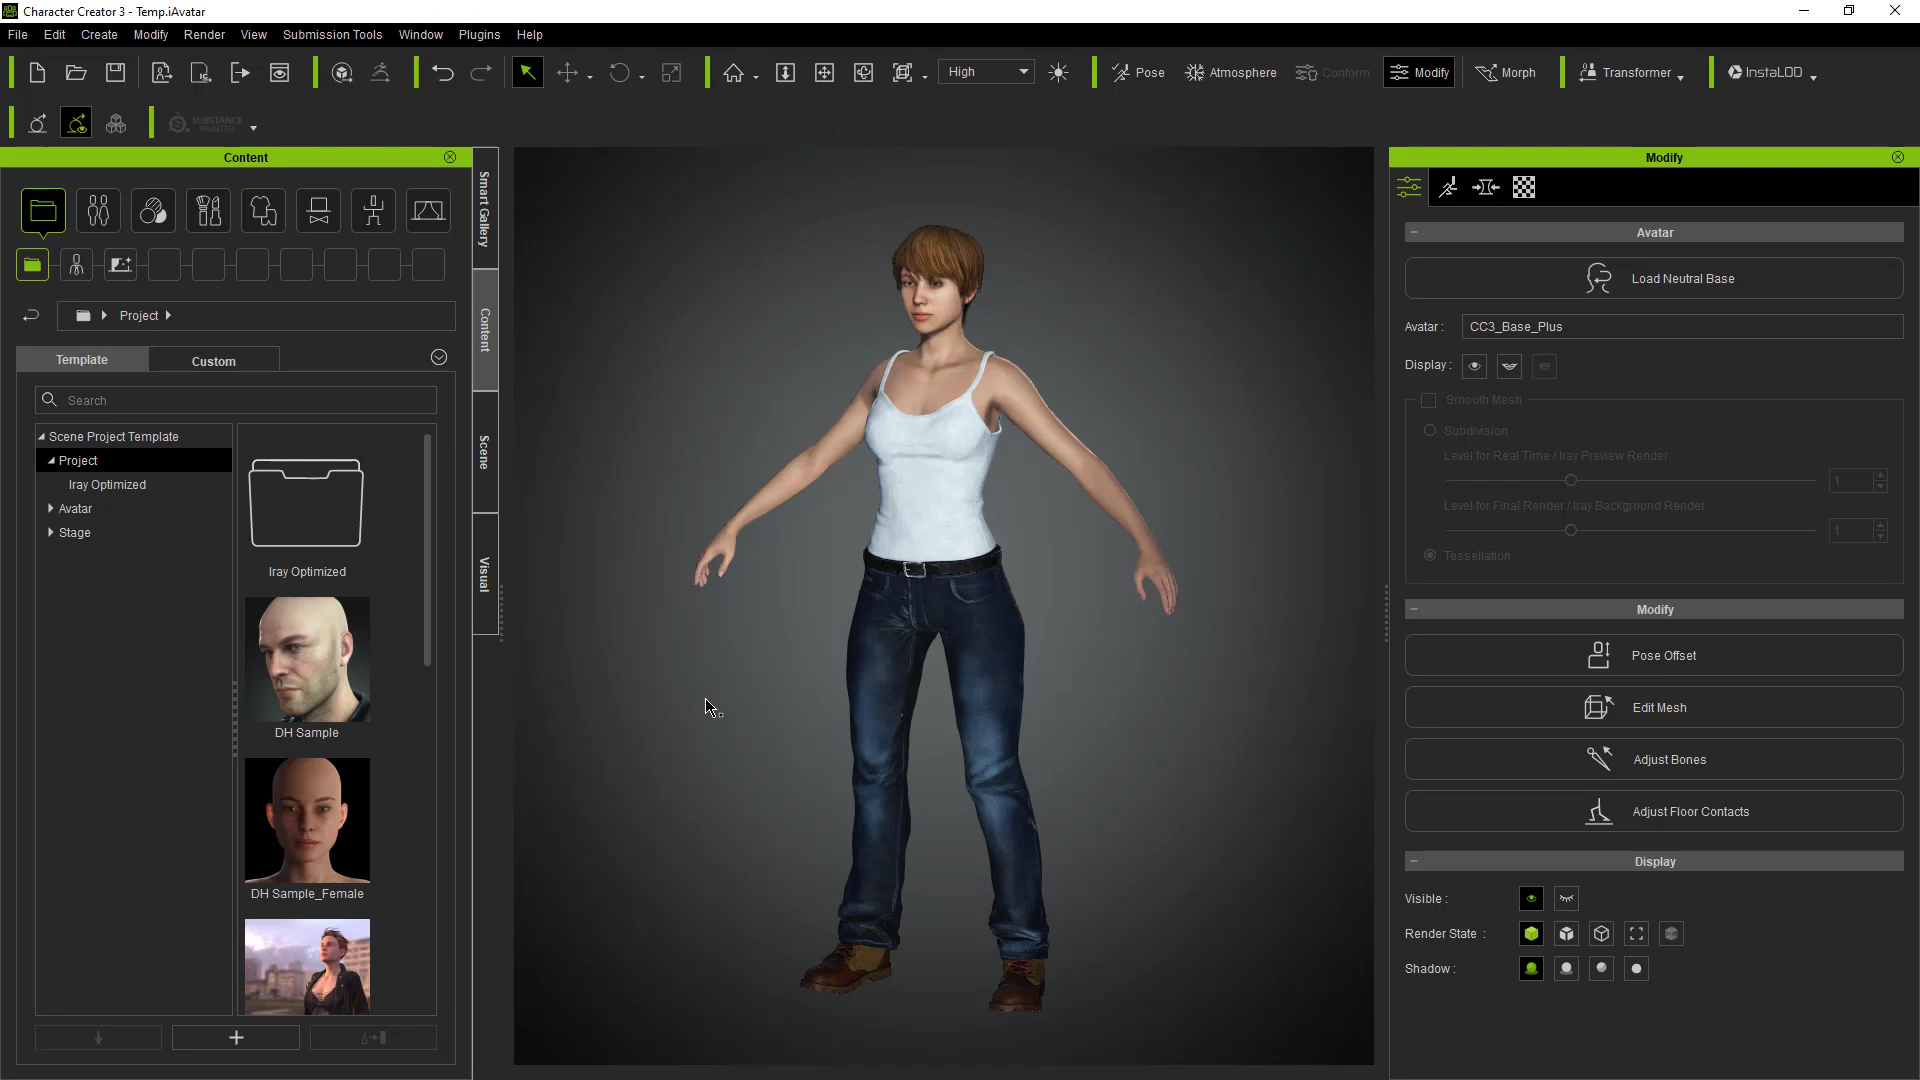 Character Creator 3 - Temp.iAvatar
File Edit Create Modify Render View Submission Tools Window Plugins Help
High Pose Atmosphere Conform Modify Morph Transformer InstaLOD
SUBSTANCE
PAINTER
Content
Smart Gallery
Content
Scene
Visual
Project
Template Custom
Search
Scene Project Template
Project
Iray Optimized
Avatar
Stage
Iray Optimized
DH Sample
DH Sample_Female
Modify
Avatar
Load Neutral Base
Avatar : CC3_Base_Plus
Display :
Smooth Mesh
Subdivision
Level for Real Time / Iray Preview Render
1
Level for Final Render / Iray Background Render
1
Tessellation
Modify
Pose Offset
Edit Mesh
Adjust Bones
Adjust Floor Contacts
Display
Visible :
Render State :
Shadow :